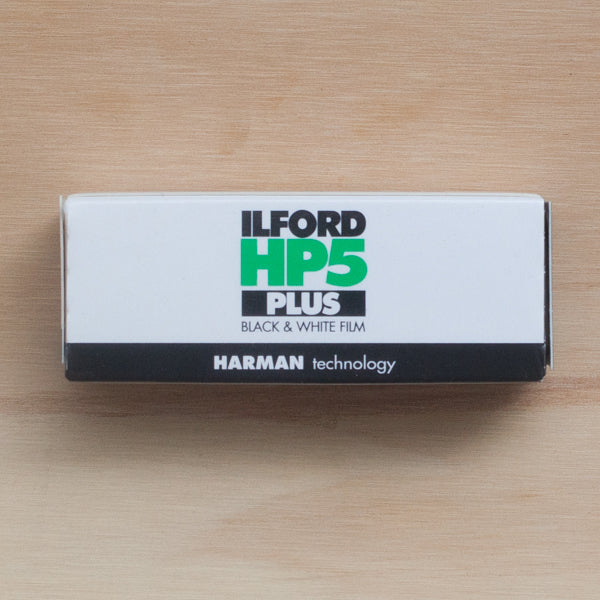 ILFORD
HP5
PLUS
BLACK & WHITE FILM
HARMAN technology